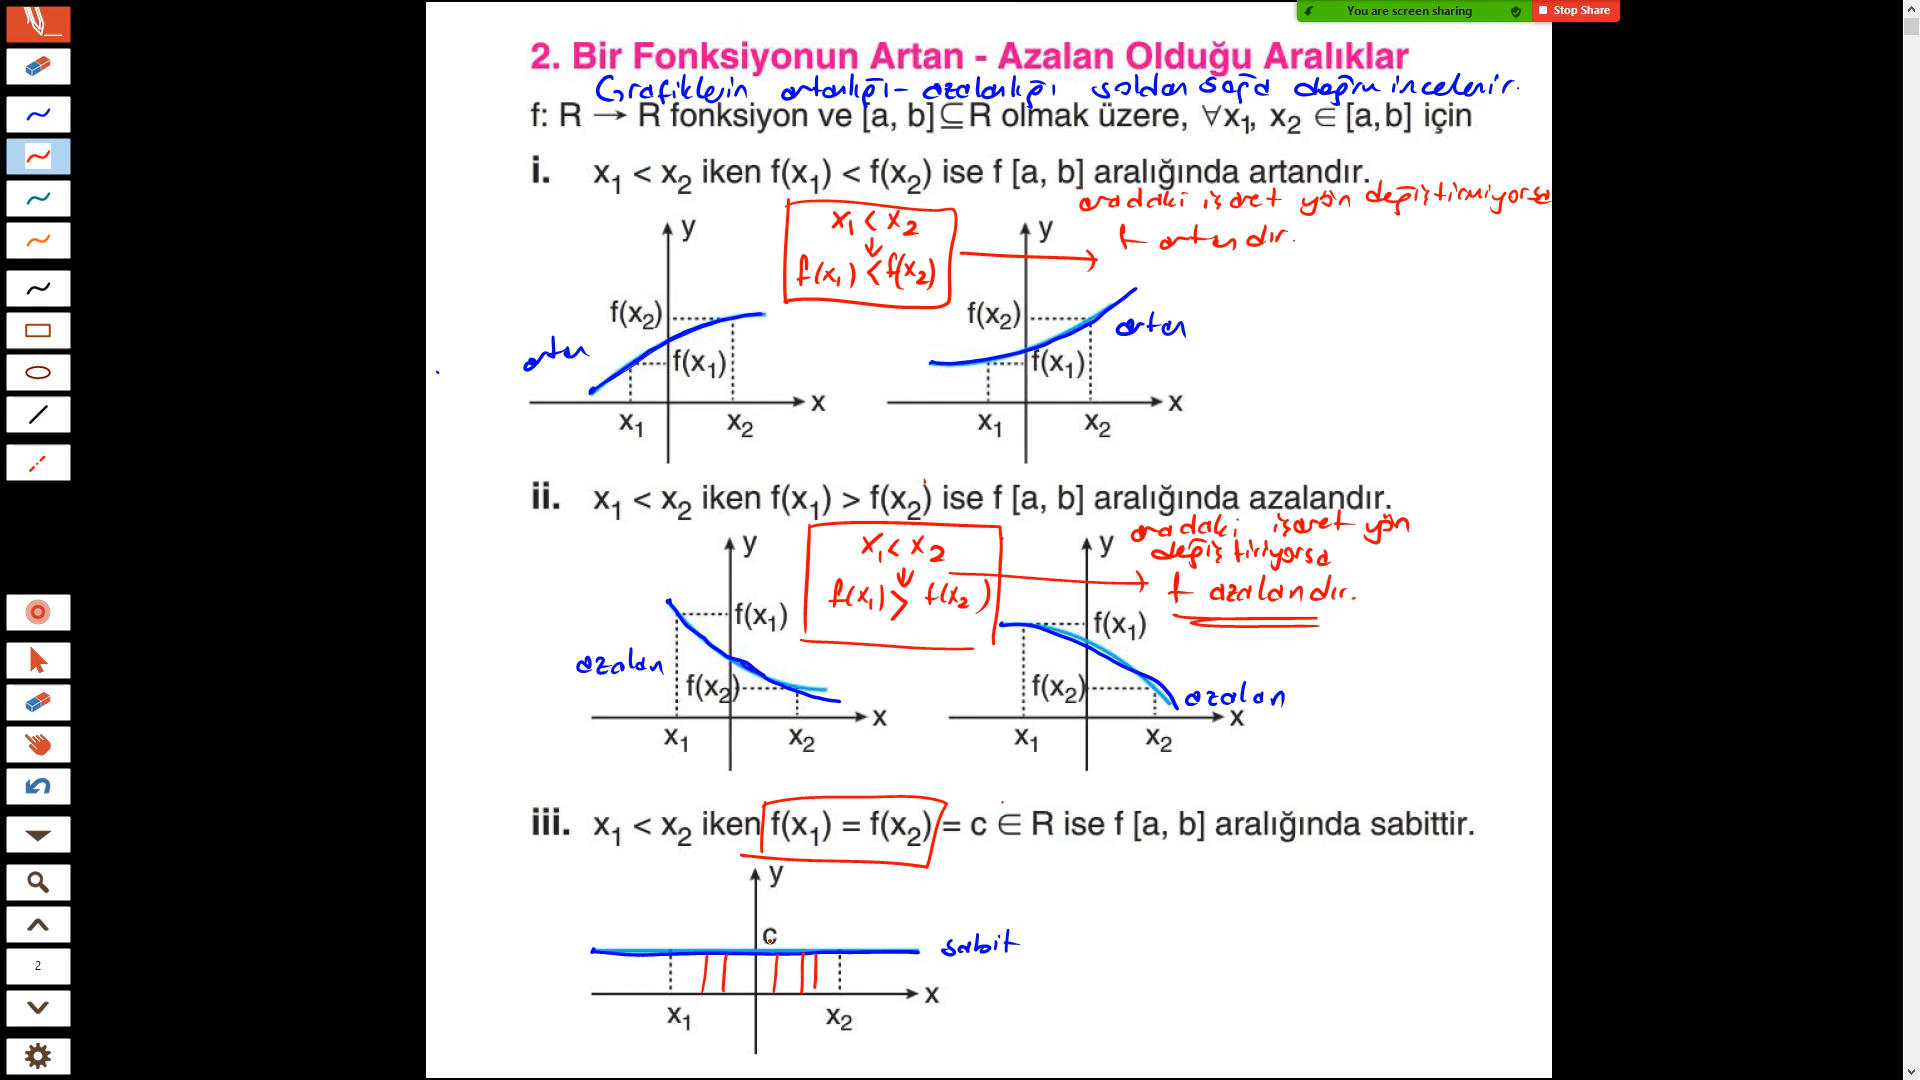 You are screen sharing
Stop Share
2. Bir Fonksiyonun Artan - Azalan Olduğu Aralıklar
Grafiklerin artanlığı - azalanlığı soldan sağa doğru incelenir.
f: R → R fonksiyon ve [a, b]⊆R olmak üzere, ∀x₁, x₂ ∈ [a,b] için
i. x₁ < x₂ iken f(x₁) < f(x₂) ise f [a, b] aralığında artandır.
aradaki işaret yön değiştirmiyorsa
f artandır.
x₁ < x₂
↓
f(x₁) < f(x₂)
y
f(x₂)
artan
f(x₁)
x
x₁
x₂
y
f(x₂)
artan
f(x₁)
x
x₁
x₂
ii. x₁ < x₂ iken f(x₁) > f(x₂) ise f [a, b] aralığında azalandır.
aradaki işaret yön
değiştiriyorsa
f azalandır.
x₁ < x₂
↓
f(x₁) > f(x₂)
y
f(x₁)
azalan
f(x₂)
x
x₁
x₂
y
f(x₁)
f(x₂)
azalan
x
x₁
x₂
iii. x₁ < x₂ iken f(x₁) = f(x₂) = c ∈ R ise f [a, b] aralığında sabittir.
y
c
sabit
x
x₁
x₂
2